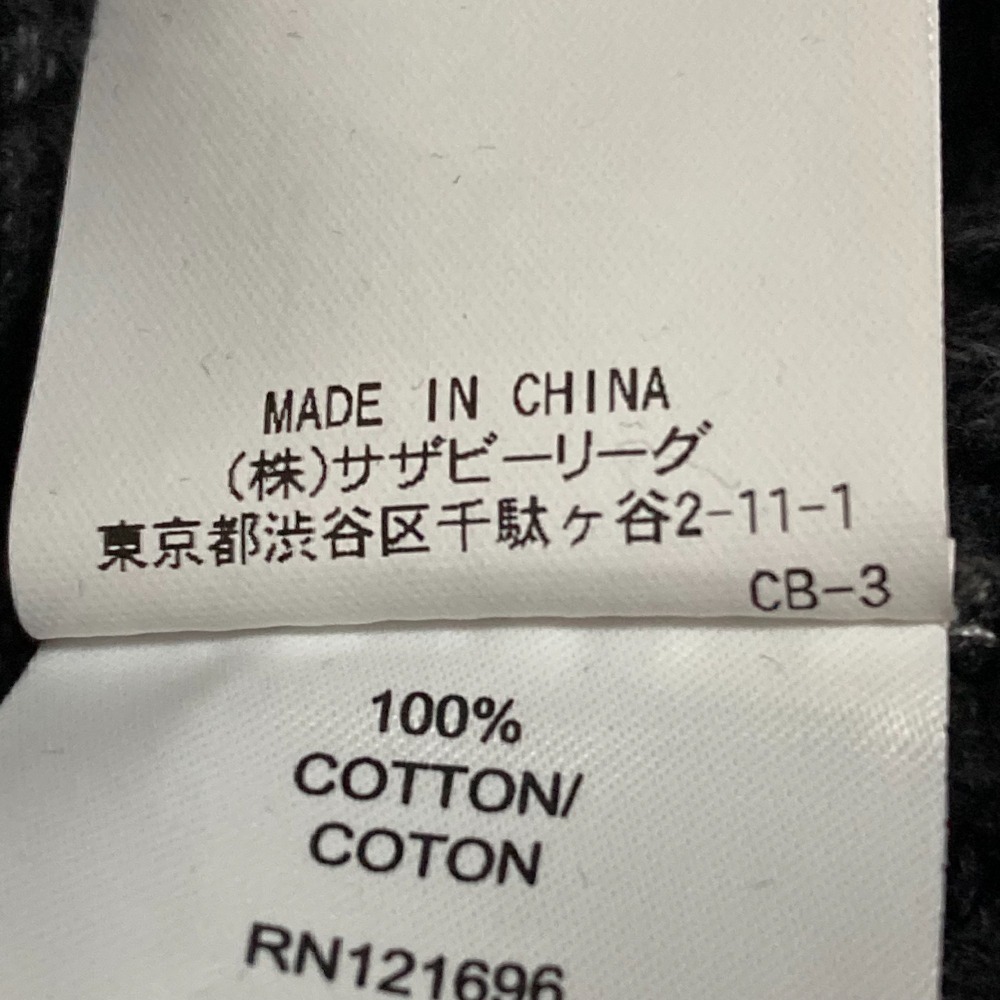 MADE IN CHINA
(株)サザビーリーグ
東京都渋谷区千駄ヶ谷2-11-1
CB-3
100%
COTTON/
COTON
RN121696